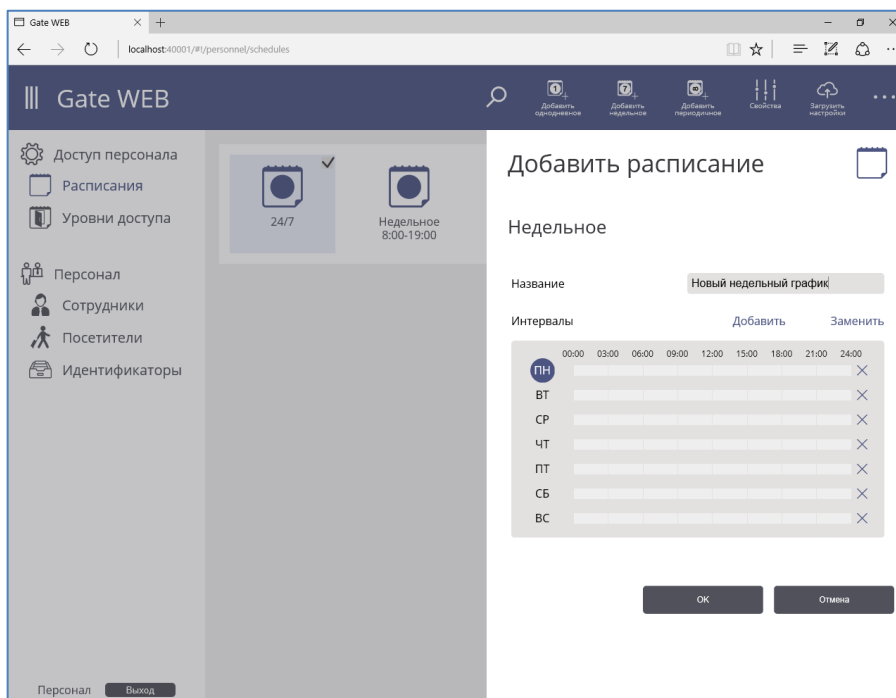 Gate WEB
localhost:40001/#!/personnel/schedules
Gate WEB
Добавить однодневное
Добавить недельное
Добавить периодичное
Свойства
Загрузить настройки
Доступ персонала
Расписания
Уровни доступа
Персонал
Сотрудники
Посетители
Идентификаторы
24/7
Недельное
8:00-19:00
Добавить расписание
Недельное
Название
Новый недельный график
Интервалы
Добавить
Заменить
00:00 03:00 06:00 09:00 12:00 15:00 18:00 21:00 24:00
ПН
ВТ
СР
ЧТ
ПТ
СБ
ВС
OK
Отмена
Персонал
Выход